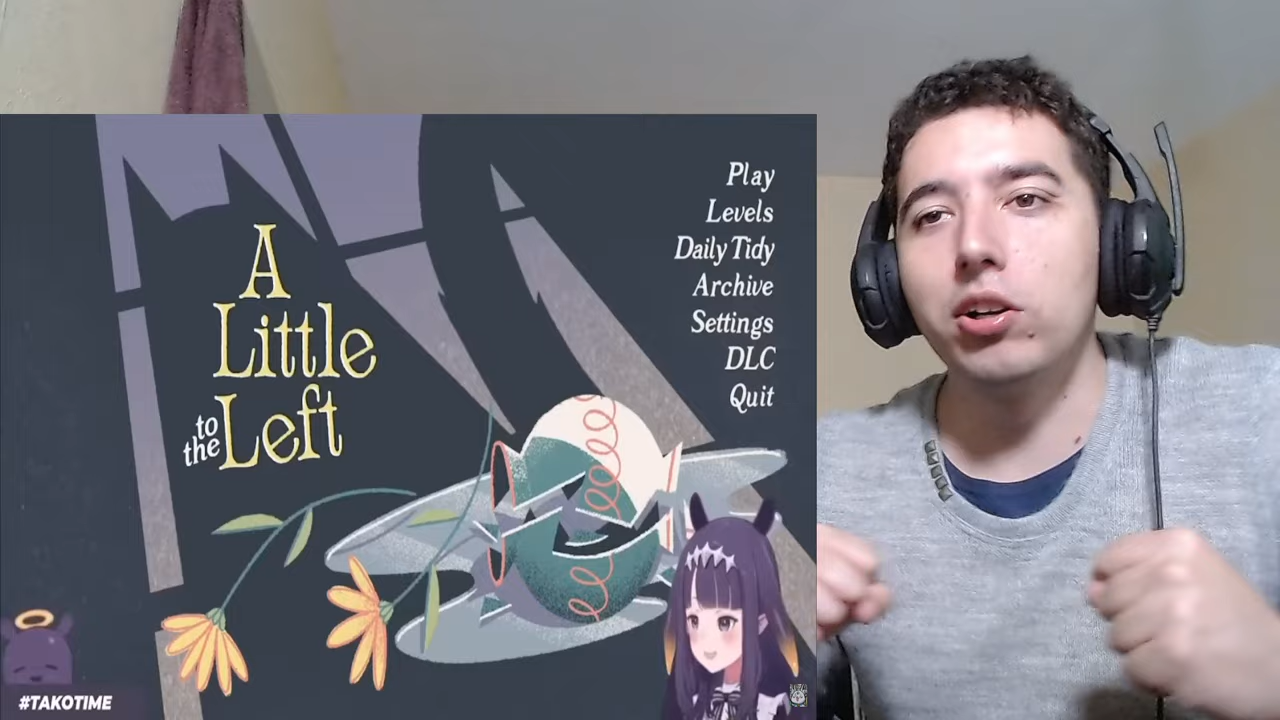 A
Little
to
the Left
Play
Levels
Daily Tidy
Archive
Settings
DLC
Quit
#TAKOTIME